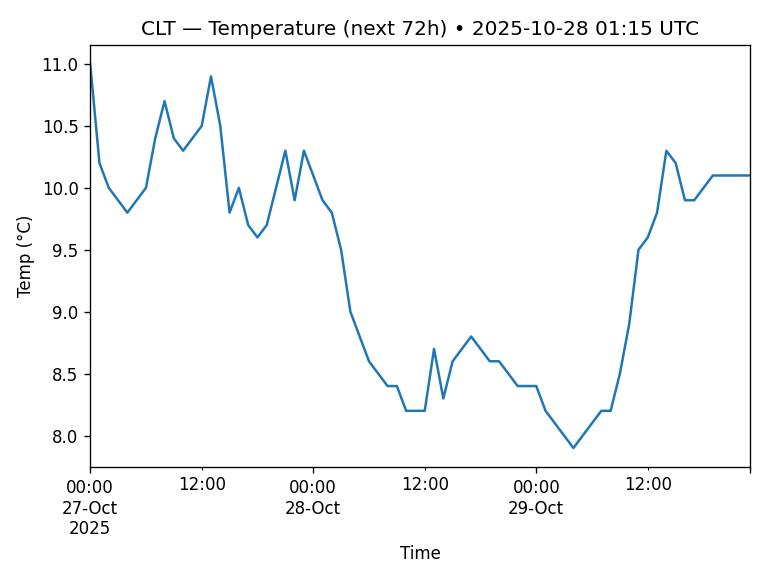 CLT — Temperature (next 72h) • 2025-10-28 01:15 UTC
11.0
10.5
10.0
9.5
9.0
8.5
8.0
Temp (°C)
00:00 12:00 00:00 12:00 00:00 12:00
27-Oct 28-Oct 29-Oct
2025
Time